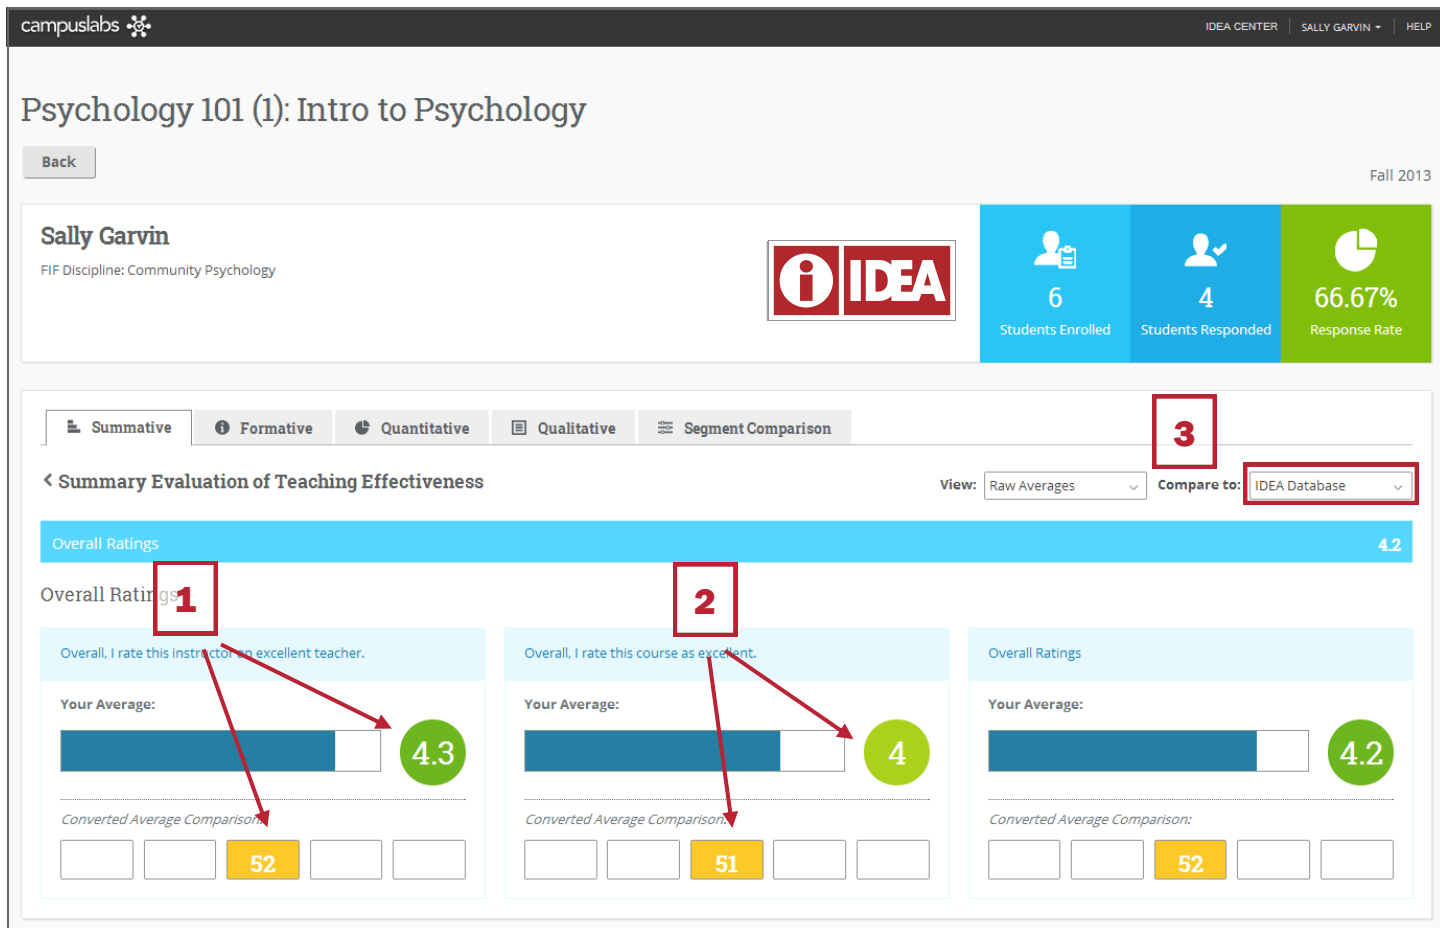 campuslabs
IDEA CENTER
SALLY GARVIN
HELP
Psychology 101 (1): Intro to Psychology
Back
Fall 2013
Sally Garvin
FIF Discipline: Community Psychology
i IDEA
6
Students Enrolled
4
Students Responded
66.67%
Response Rate
Summative
Formative
Quantitative
Qualitative
Segment Comparison
3
Summary Evaluation of Teaching Effectiveness
View: Raw Averages
Compare to: IDEA Database
Overall Ratings 4.2
Overall Ratings
1
2
Overall, I rate this instructor an excellent teacher.
Your Average:
4.3
Converted Average Comparison:
52
Overall, I rate this course as excellent.
Your Average:
4
Converted Average Comparison:
51
Overall Ratings
Your Average:
4.2
Converted Average Comparison:
52